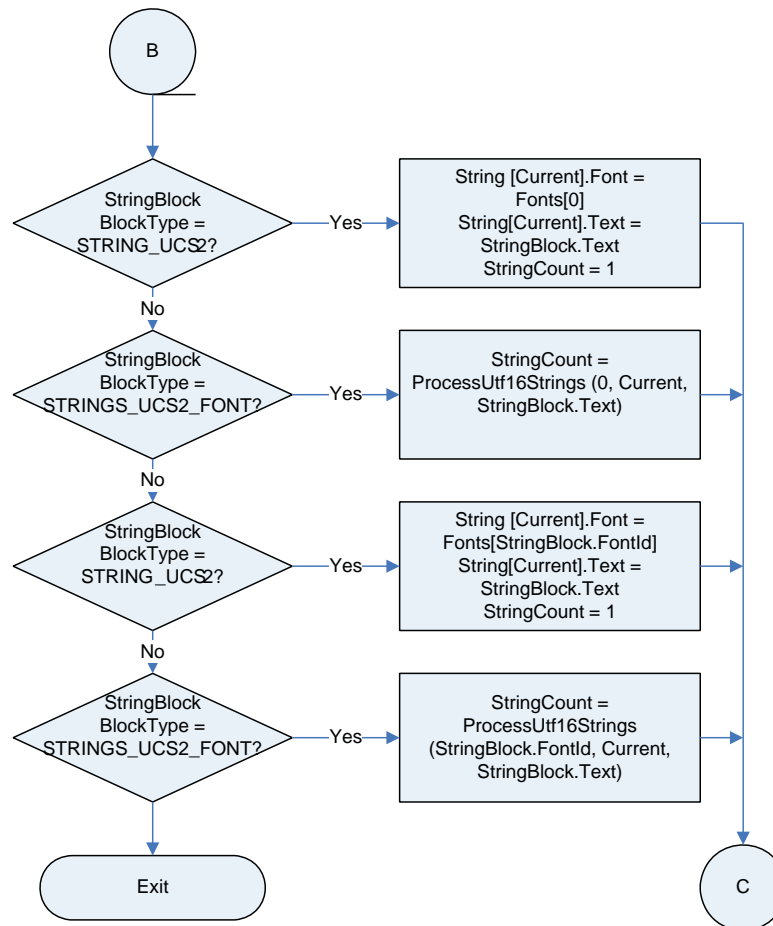 B
StringBlock
BlockType =
STRING_UCS2?
Yes
String [Current].Font =
Fonts[0]
String[Current].Text =
StringBlock.Text
StringCount = 1
No
StringBlock
BlockType =
STRINGS_UCS2_FONT?
Yes
StringCount =
ProcessUtf16Strings (0, Current,
StringBlock.Text)
No
StringBlock
BlockType =
STRING_UCS2?
Yes
String [Current].Font =
Fonts[StringBlock.FontId]
String[Current].Text =
StringBlock.Text
StringCount = 1
No
StringBlock
BlockType =
STRINGS_UCS2_FONT?
Yes
StringCount =
ProcessUtf16Strings
(StringBlock.FontId, Current,
StringBlock.Text)
Exit
C